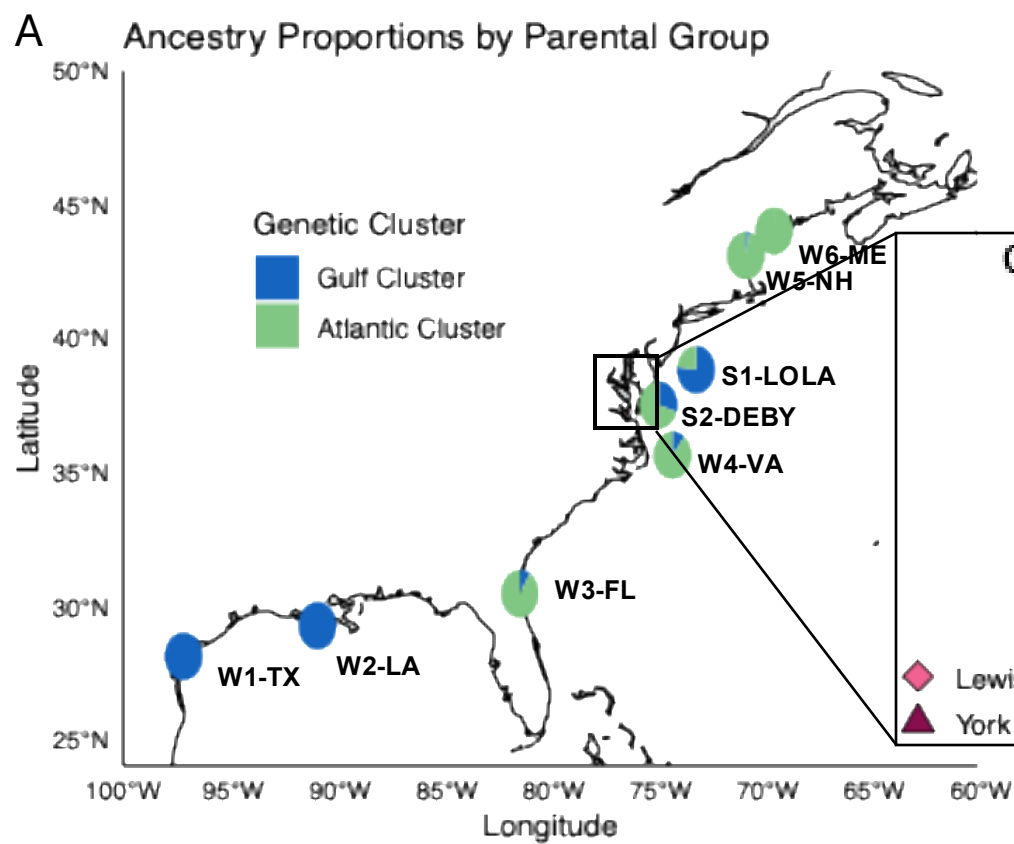 A
Ancestry Proportions by Parental Group
50°N
45°N
40°N
35°N
30°N
25°N
Latitude
Genetic Cluster
Gulf Cluster
Atlantic Cluster
W6-ME
W5-NH
S1-LOLA
S2-DEBY
W4-VA
W3-FL
W2-LA
W1-TX
York
100°W 95°W 90°W 85°W 80°W 75°W 70°W 65°W 60°W
Longitude